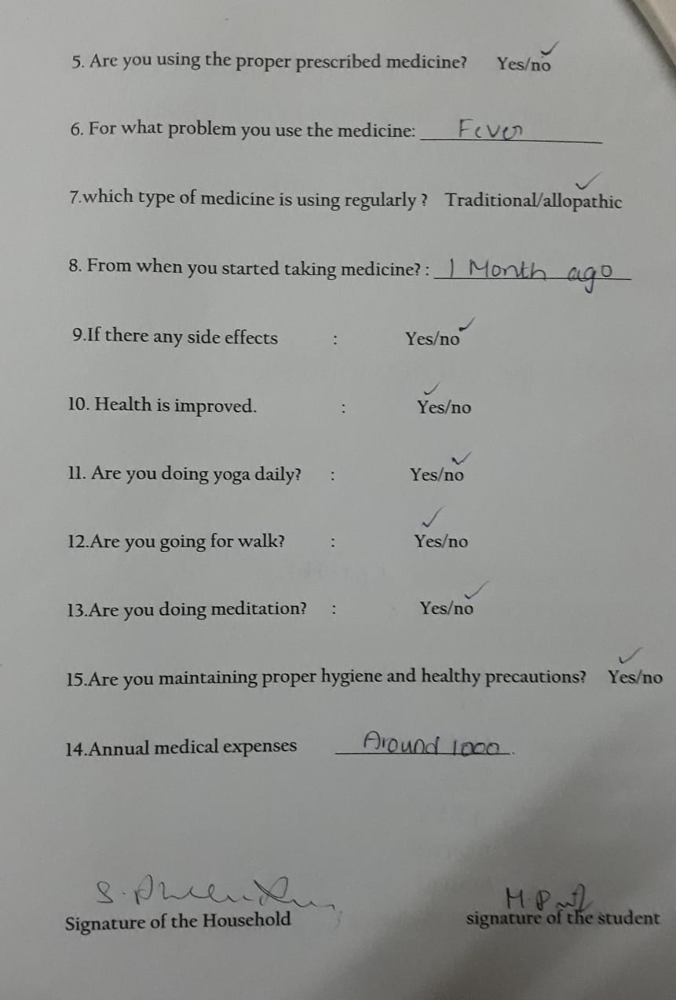 5. Are you using the proper prescribed medicine? Yes/no ✓
6. For what problem you use the medicine: Fever
7.which type of medicine is using regularly ? Traditional/allopathic ✓
8. From when you started taking medicine? : 1 Month ago
9.If there any side effects : Yes/no ✓
10. Health is improved. : ✓ Yes/no
11. Are you doing yoga daily? : Yes/no ✓
12.Are you going for walk? : ✓ Yes/no
13.Are you doing meditation? : Yes/no ✓
15.Are you maintaining proper hygiene and healthy precautions? ✓ Yes/no
14.Annual medical expenses Around 1000.
S. M. P
Signature of the Household signature of the student